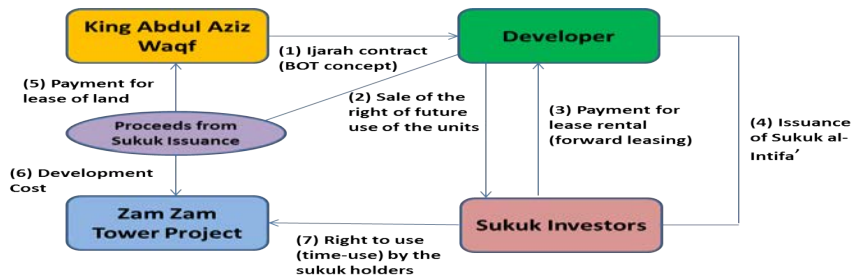 King Abdul Aziz
Waqf
Developer
(1) Ijarah contract
(BOT concept)
(5) Payment for
lease of land
(2) Sale of the
right of future
use of the units
(3) Payment for
lease rental
(forward leasing)
(4) Issuance
of Sukuk al-
Intifa’
Proceeds from
Sukuk Issuance
(6) Development
Cost
Zam Zam
Tower Project
Sukuk Investors
(7) Right to use
(time-use) by the
sukuk holders